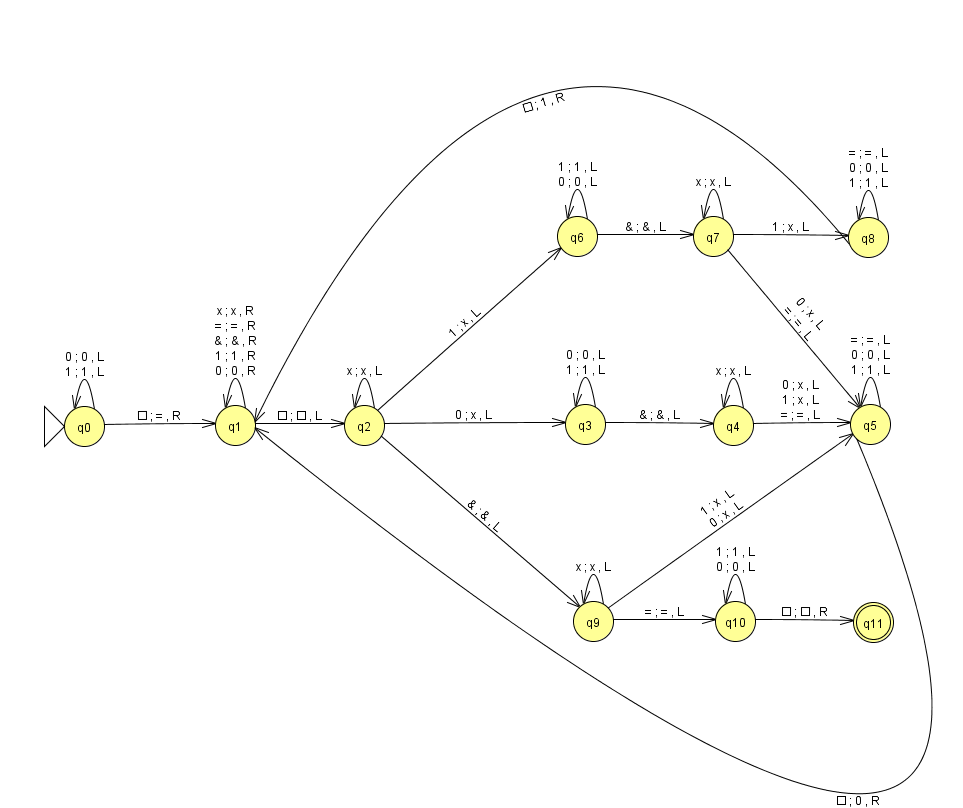 □ ; 1 , R
= ; = , L
0 ; 0 , L
1 ; 1 , L
1 ; 1 , L
0 ; 0 , L
x ; x , L
q6
& ; & , L
q7
1 ; x , L
q8
x ; x , R
= ; = , R
& ; & , R
1 ; 1 , R
0 ; 0 , R
1 ; x , L
0 ; x , L
= ; = , L
0 ; 0 , L
1 ; 1 , L
x ; x , L
0 ; 0 , L
1 ; 1 , L
x ; x , L
0 ; x , L
1 ; x , L
= ; = , L
= ; = , L
0 ; 0 , L
1 ; 1 , L
q0
□ ; = , R
q1
□ ; □ , L
q2
0 ; x , L
q3
& ; & , L
q4
q5
& ; & , L
1 ; x , L
0 ; x , L
x ; x , L
1 ; 1 , L
0 ; 0 , L
q9
= ; = , L
q10
□ ; □ , R
q11
□ ; 0 , R